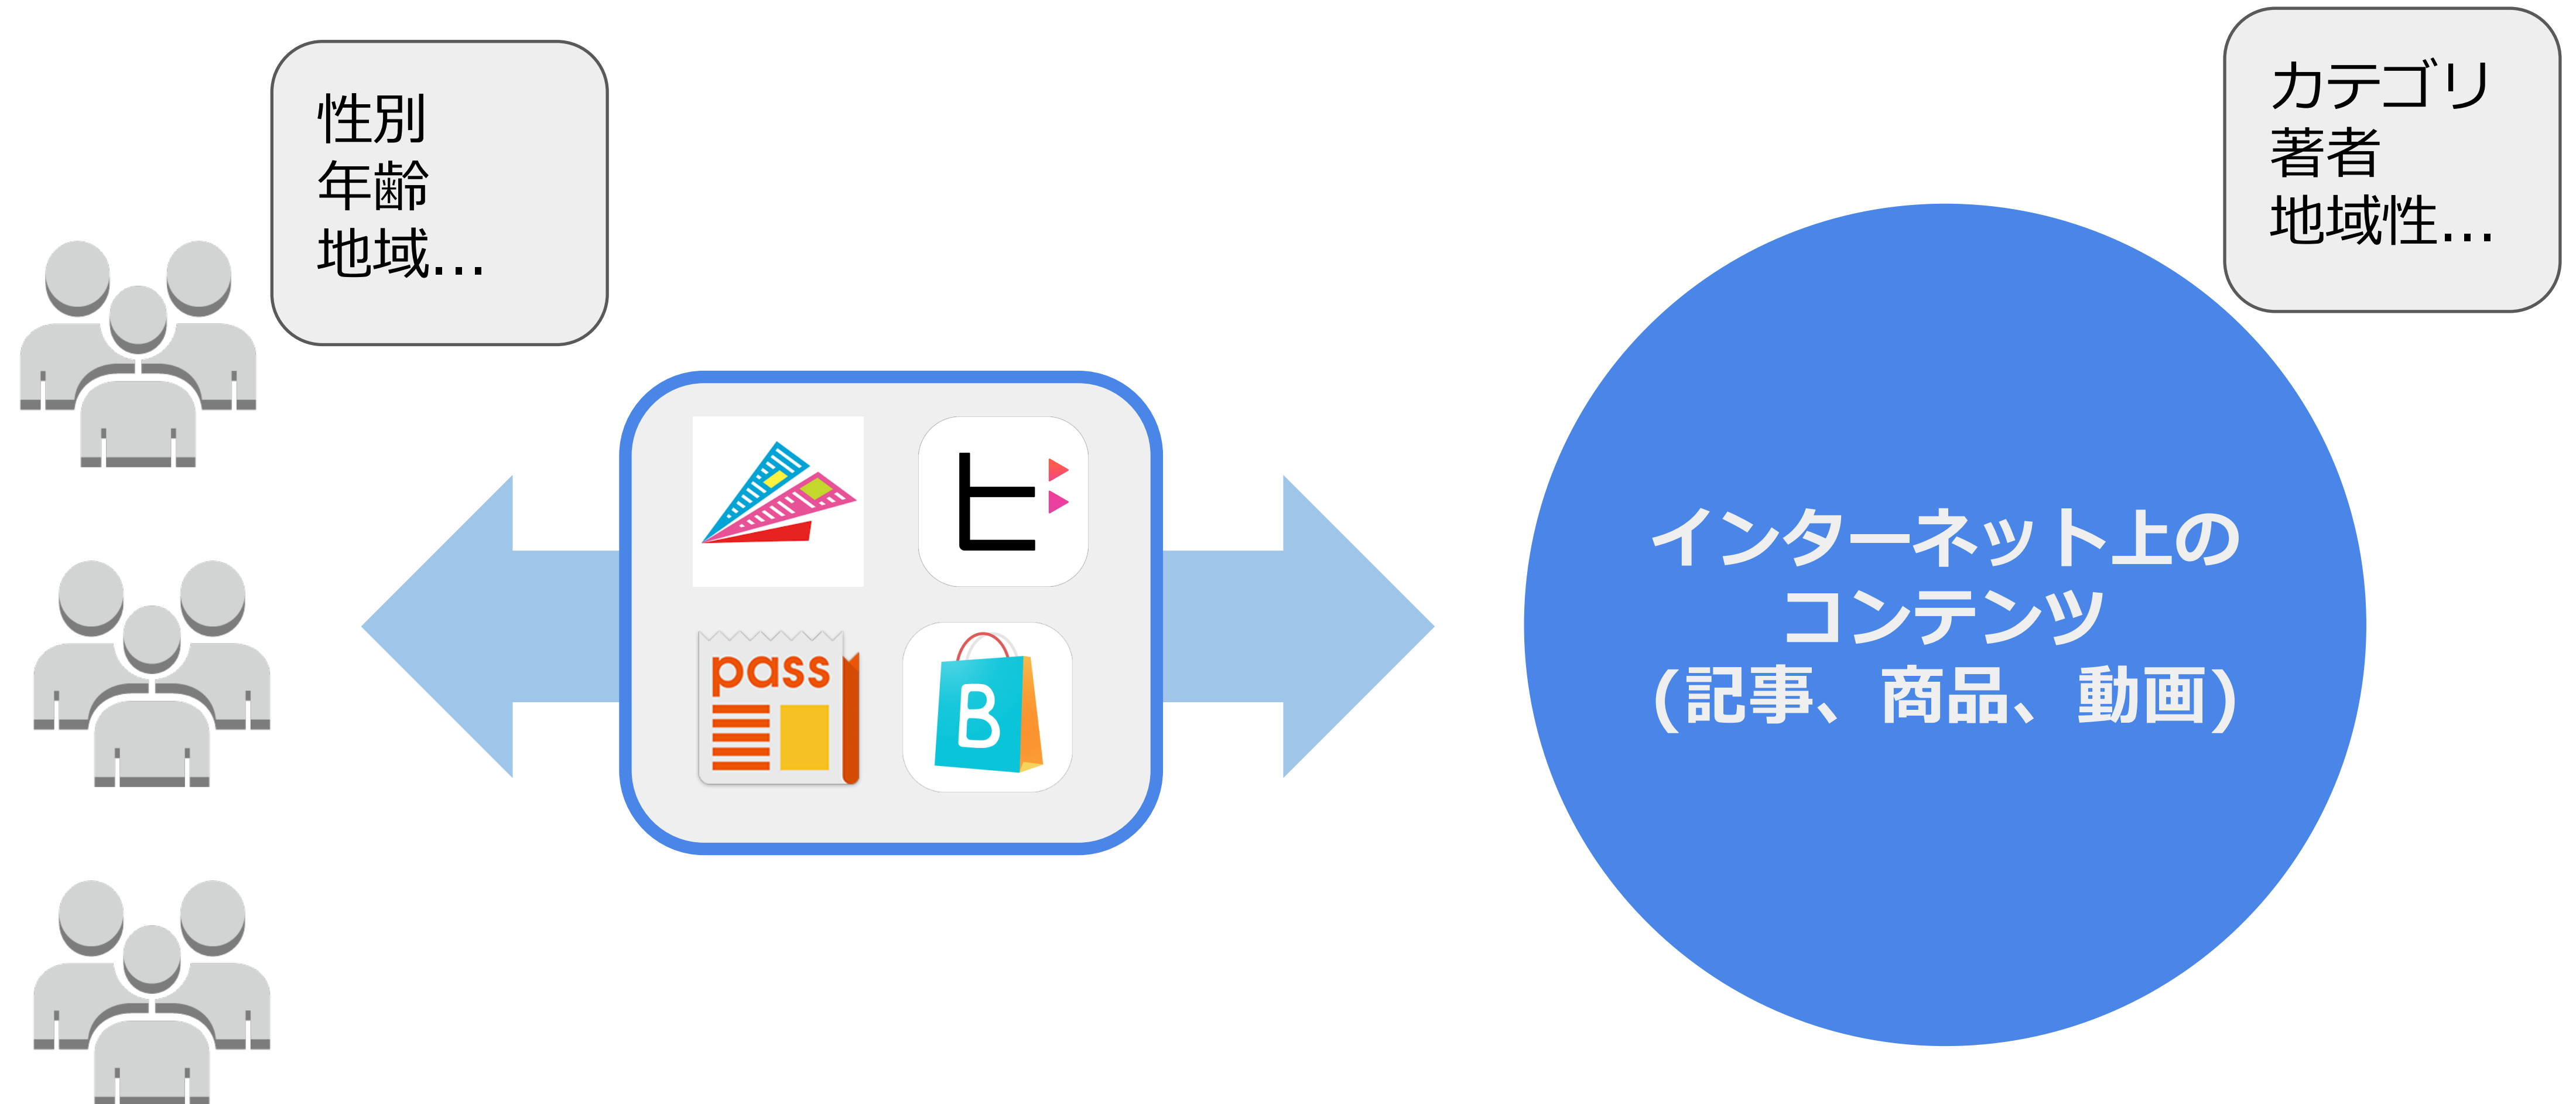 性別
年齢
地域...
カテゴリ
著者
地域性...
ヒ
pass
B
インターネット上の
コンテンツ
(記事、商品、動画)